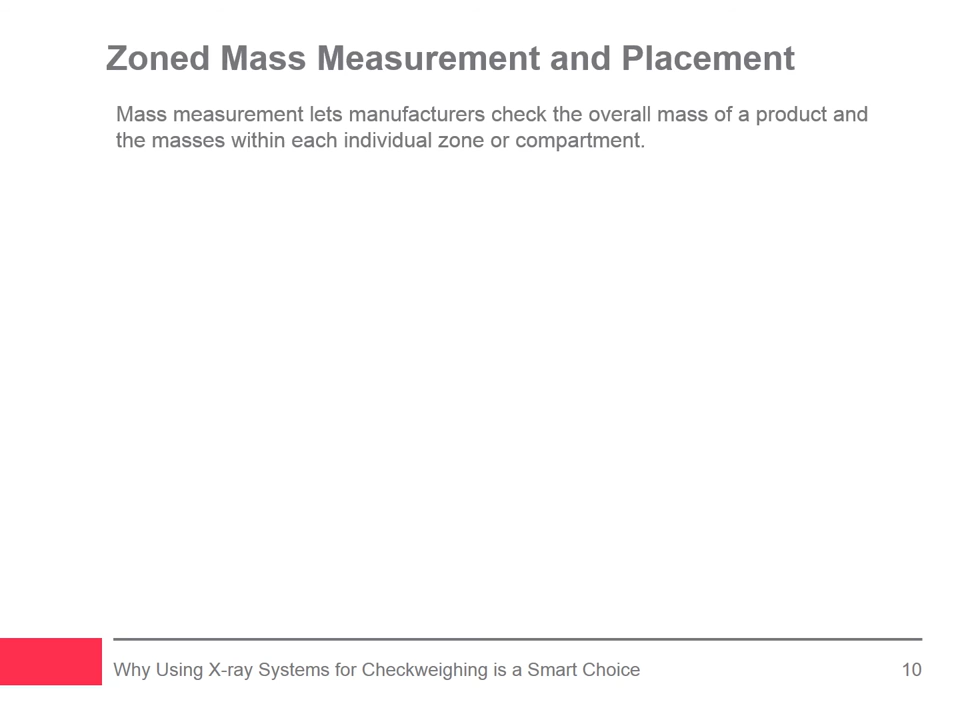 Zoned Mass Measurement and Placement
Mass measurement lets manufacturers check the overall mass of a product and
the masses within each individual zone or compartment.
Why Using X-ray Systems for Checkweighing is a Smart Choice
10